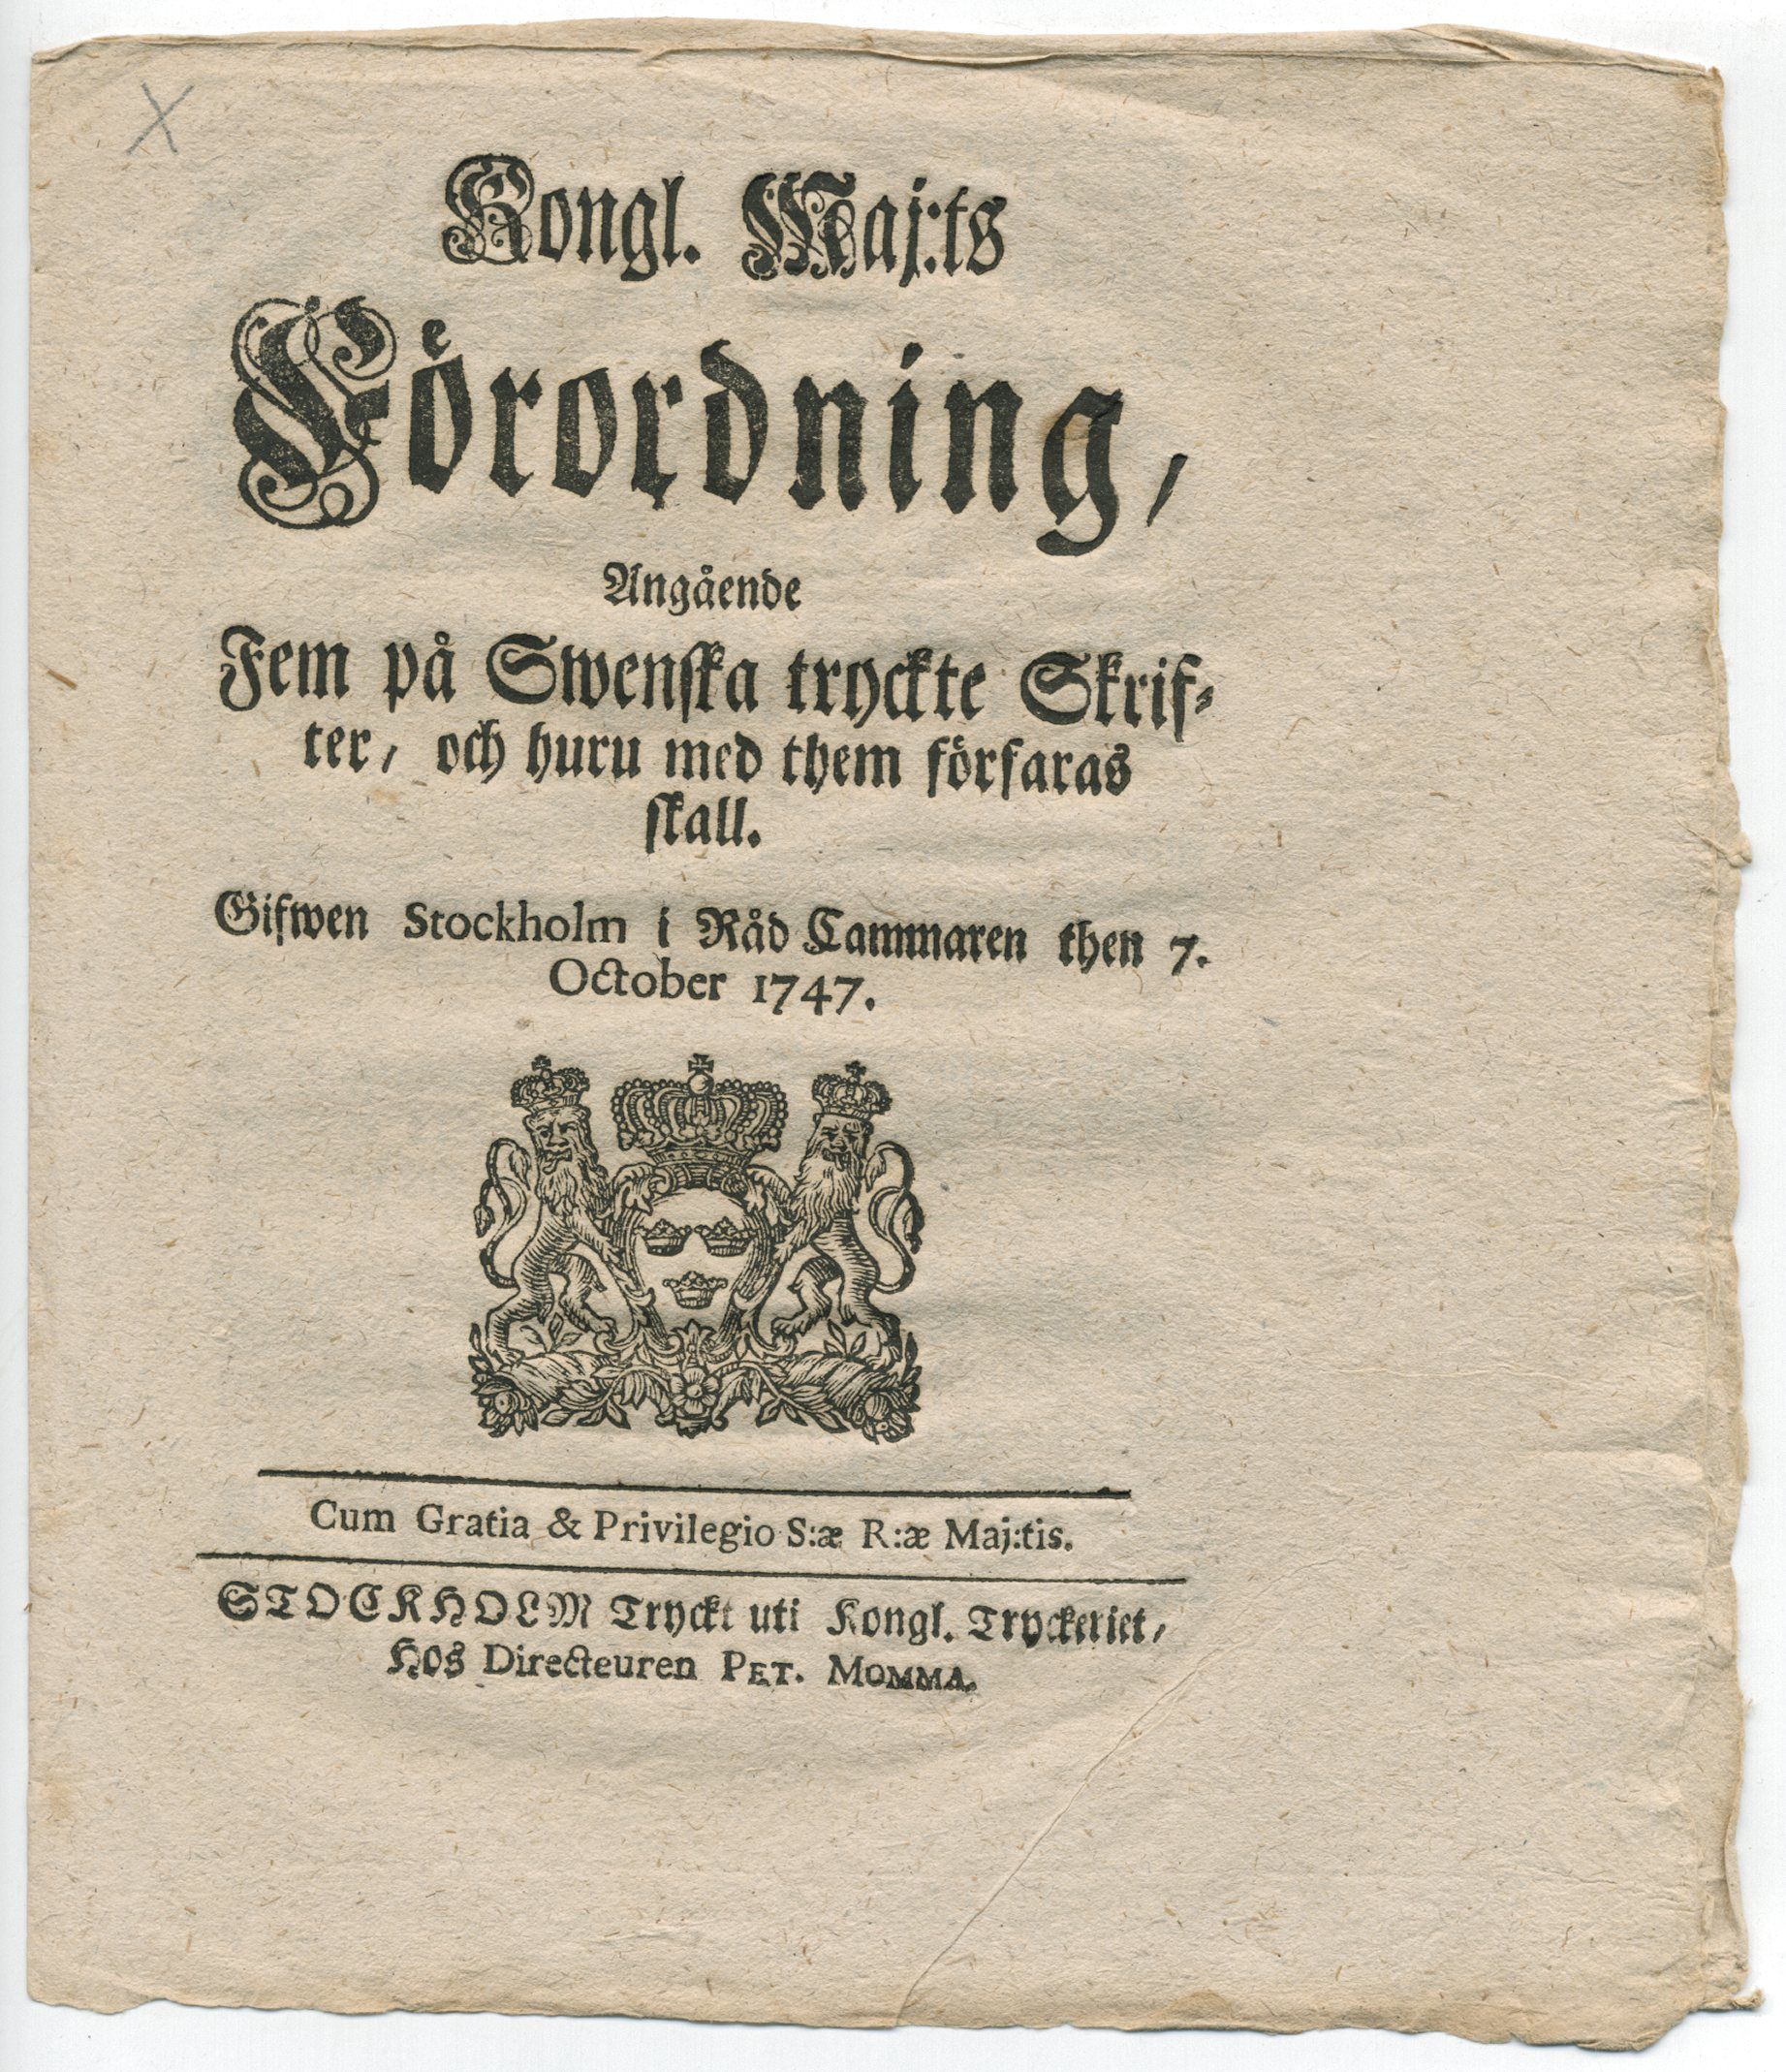 X
Kongl. Maj:ts
Förordning,
Angående
Fem på Swenska tryckte Skrif-
ter, och huru med them förfaras
skall.
Gifwen Stockholm i Råd Cammaren then 7.
October 1747.
Cum Gratia & Privilegio S:æ R:æ Maj:tis.
STOCKHOLM Tryckt uti Kongl. Tryckeriet,
Hos Directeuren PET. MOMMA.